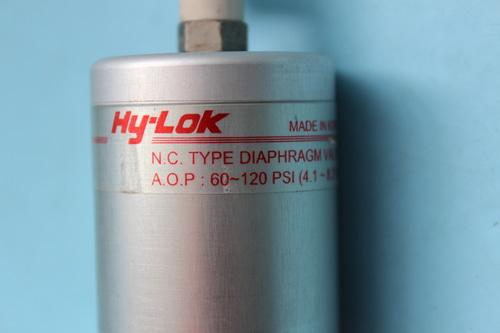 Hy-LOK
MADE IN
N.C. TYPE DIAPHRAGM
A.O.P : 60~120 PSI (4.1~